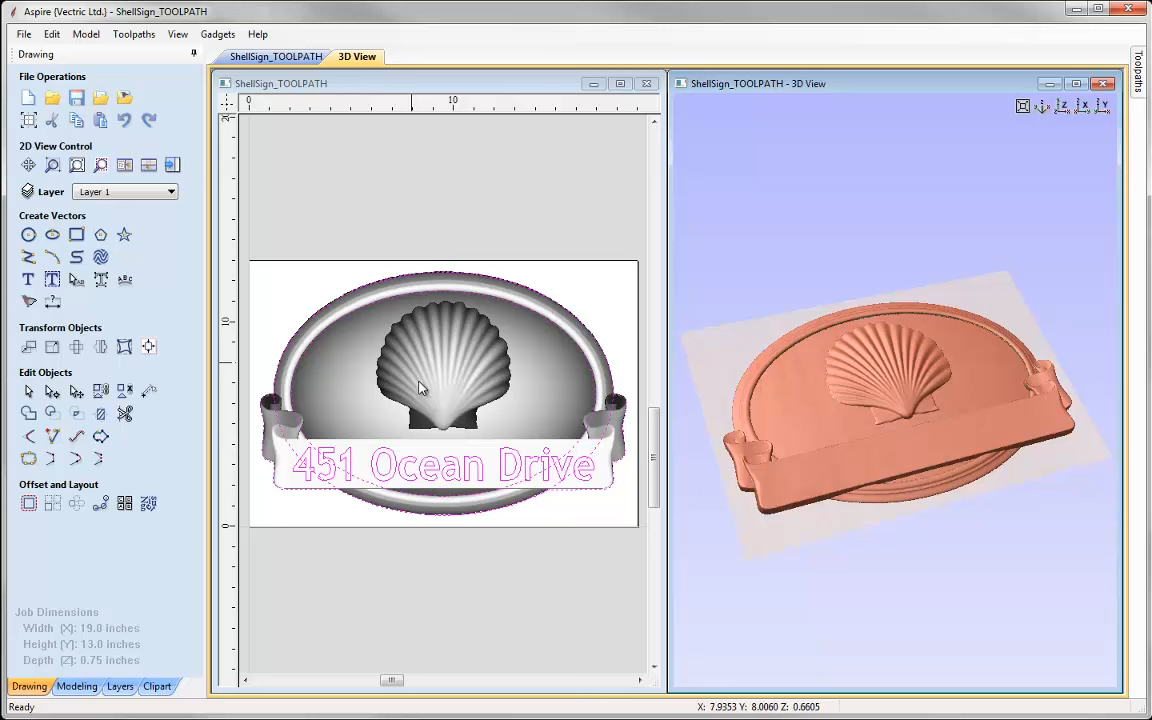 Aspire {Vectric Ltd.} - ShellSign_TOOLPATH
File Edit Model Toolpaths View Gadgets Help
Drawing
File Operations
2D View Control
Layer Layer 1
Create Vectors
Transform Objects
Edit Objects
Offset and Layout
Job Dimensions
Width (X): 19.0 inches
Height (Y): 13.0 inches
Depth (Z): 0.75 inches
Drawing Modeling Layers Clipart
Ready
ShellSign_TOOLPATH 3D View
ShellSign_TOOLPATH
0 10
20
10
0
451 Ocean Drive
ShellSign_TOOLPATH - 3D View
Z X Y
Toolpaths
X: 7.9353 Y: 8.0060 Z: 0.6605